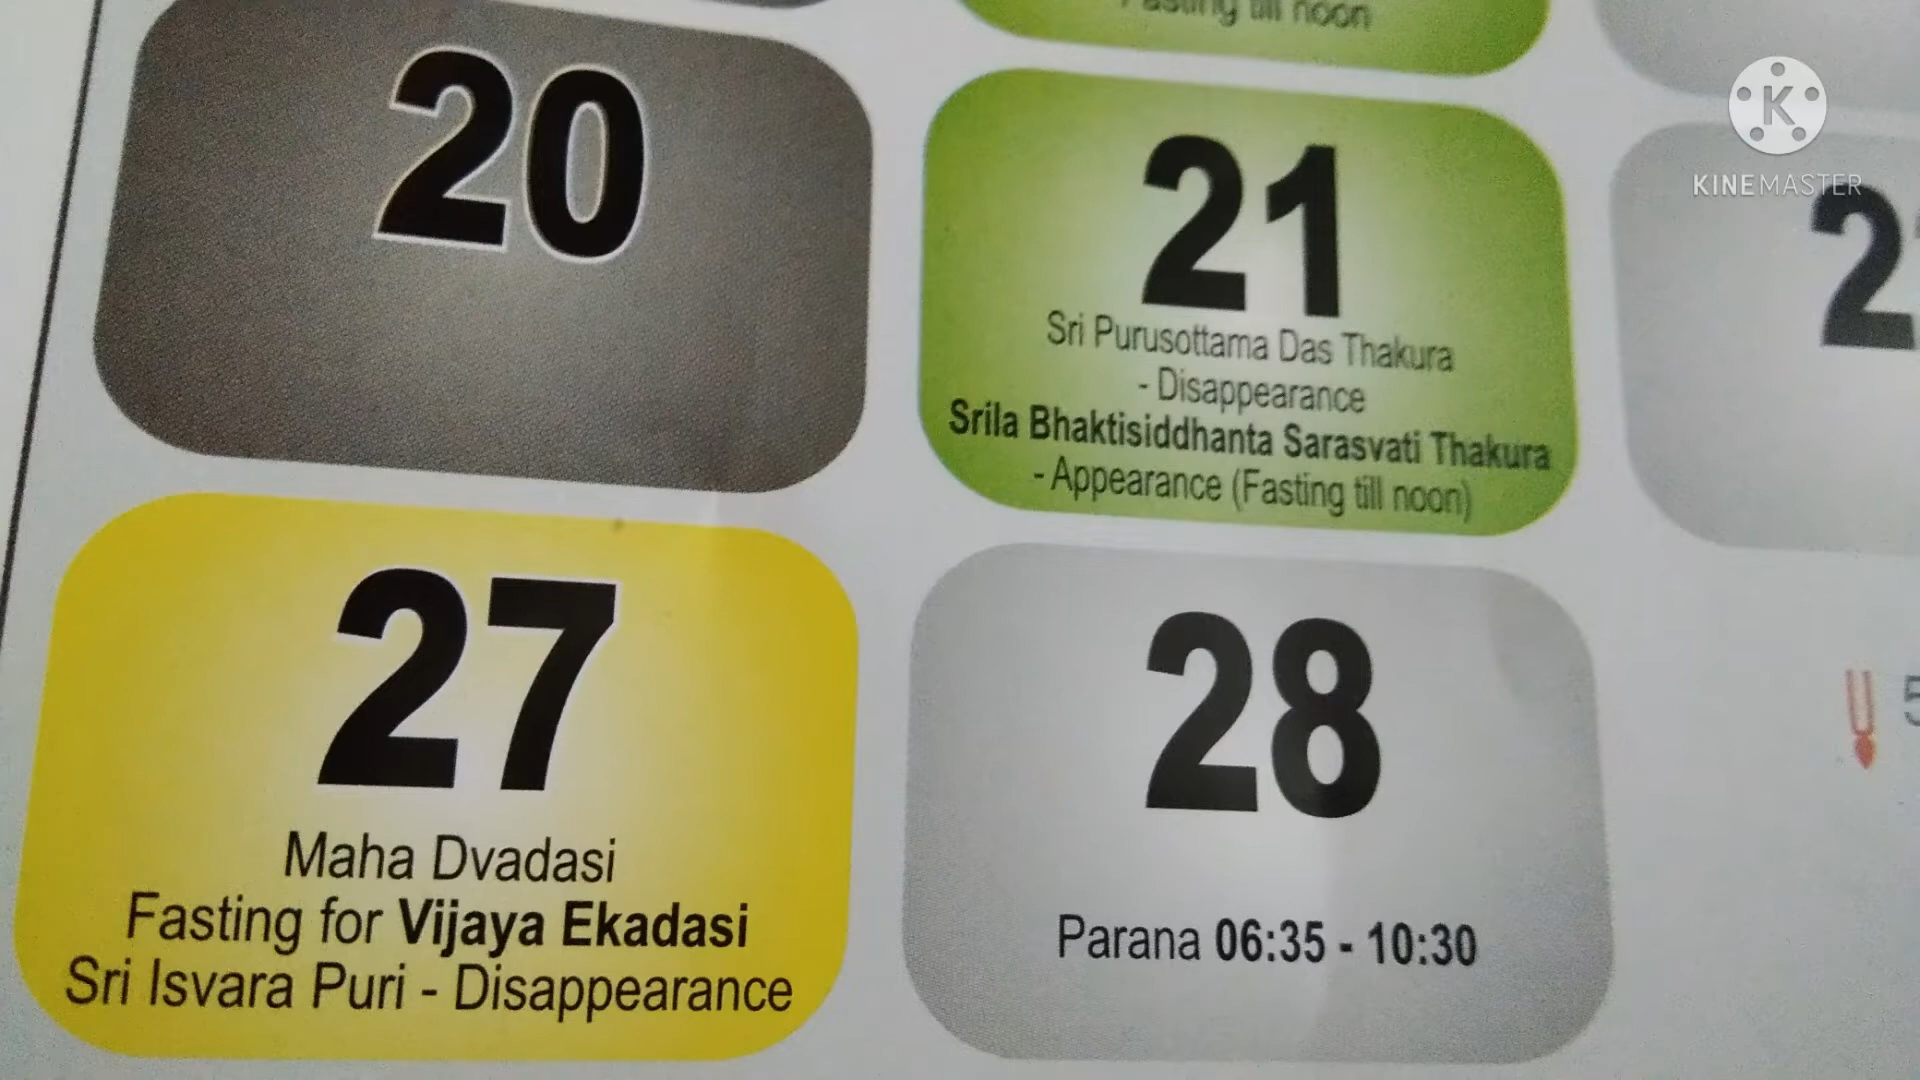 Fasting till noon
20
21
Sri Purusottama Das Thakura
- Disappearance
Srila Bhaktisiddhanta Sarasvati Thakura
- Appearance (Fasting till noon)
KINEMASTER
27
Maha Dvadasi
Fasting for Vijaya Ekadasi
Sri Isvara Puri - Disappearance
28
Parana 06:35 - 10:30